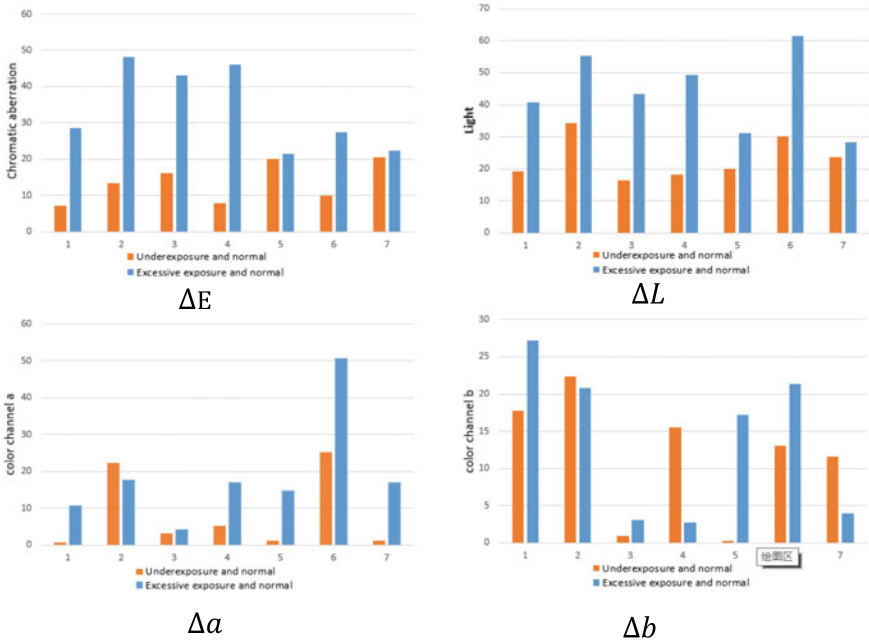 60
50
40
30
20
10
0
Chromatic aberration
1 2 3 4 5 6 7
Underexposure and normal
Excessive exposure and normal
ΔE
70
60
50
40
30
20
10
0
Light
1 2 3 4 5 6 7
Underexposure and normal
Excessive exposure and normal
ΔL
60
50
40
30
20
10
0
color channel a
1 2 3 4 5 6 7
Underexposure and normal
Excessive exposure and normal
Δa
30
25
20
15
10
5
0
color channel b
1 2 3 4 5 7
绘图区
Underexposure and normal
Excessive exposure and normal
Δb